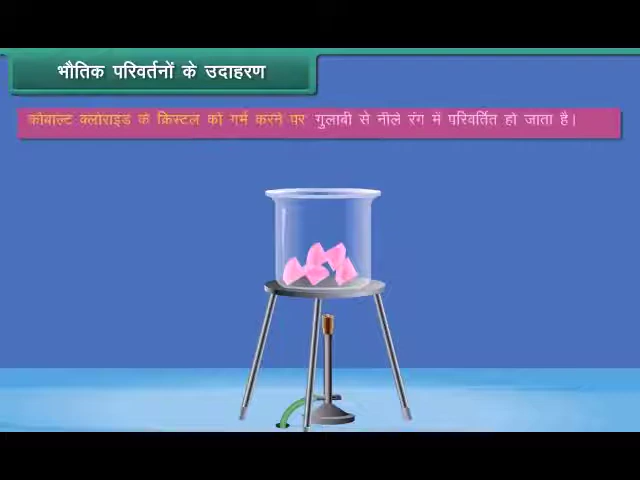 भौतिक परिवर्तनों के उदाहरण
कोबाल्ट क्लोराइड के क्रिस्टल को गर्म करने पर गुलाबी से नीले रंग में परिवर्तित हो जाता है।